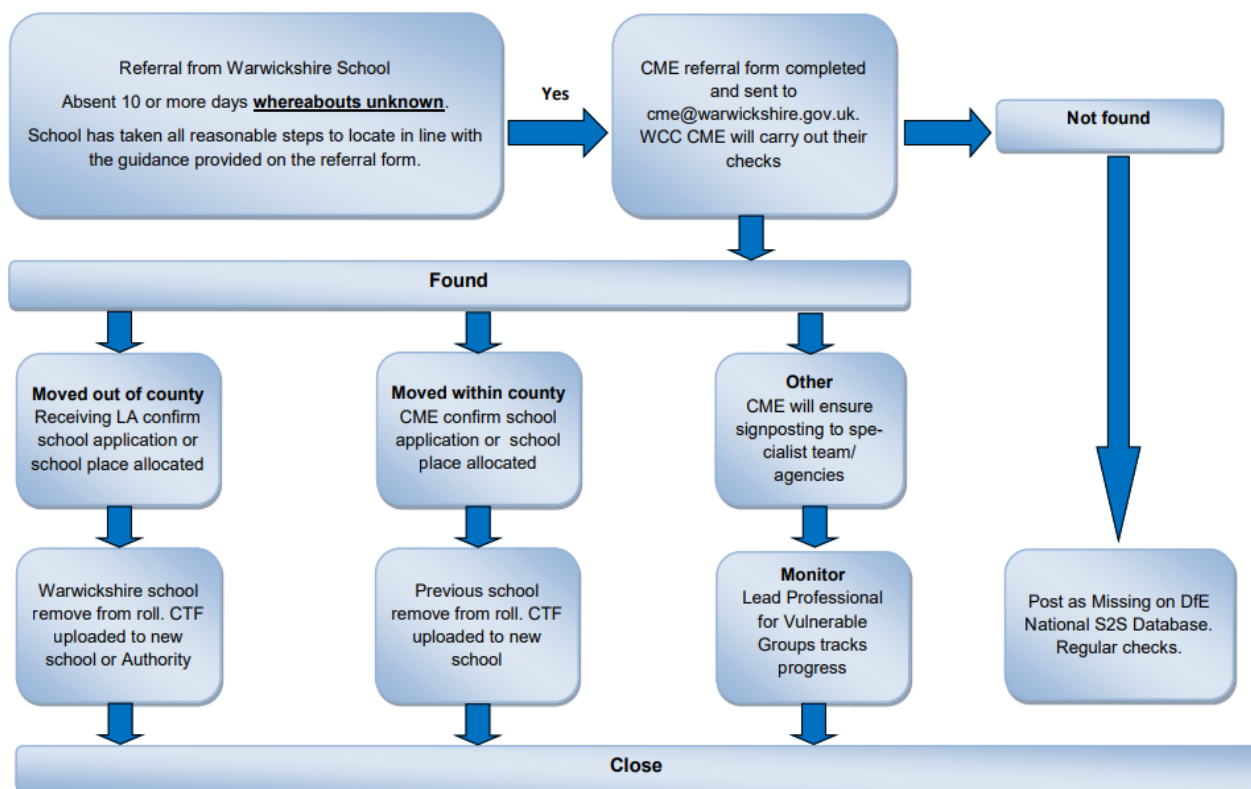 Referral from Warwickshire School
Absent 10 or more days whereabouts unknown.
School has taken all reasonable steps to locate in line with
the guidance provided on the referral form.
Yes
CME referral form completed
and sent to
cme@warwickshire.gov.uk.
WCC CME will carry out their
checks
Not found
Found
Moved out of county
Receiving LA confirm
school application or
school place allocated
Moved within county
CME confirm school
application or school
place allocated
Other
CME will ensure
signposting to spe-
cialist team/
agencies
Warwickshire school
remove from roll. CTF
uploaded to new
school or Authority
Previous school
remove from roll. CTF
uploaded to new
school
Monitor
Lead Professional
for Vulnerable
Groups tracks
progress
Post as Missing on DfE
National S2S Database.
Regular checks.
Close